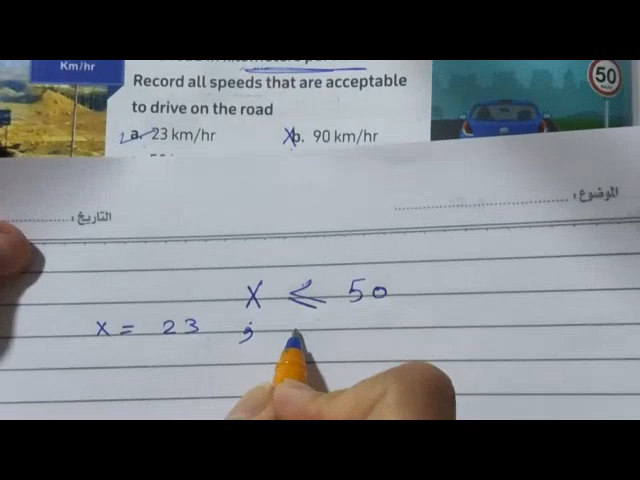 Km/hr
Record all speeds that are acceptable
to drive on the road
a. 23 km/hr
b. 90 km/hr
50
الموضوع :
التاريخ :
x ≤ 50
x = 23 ,